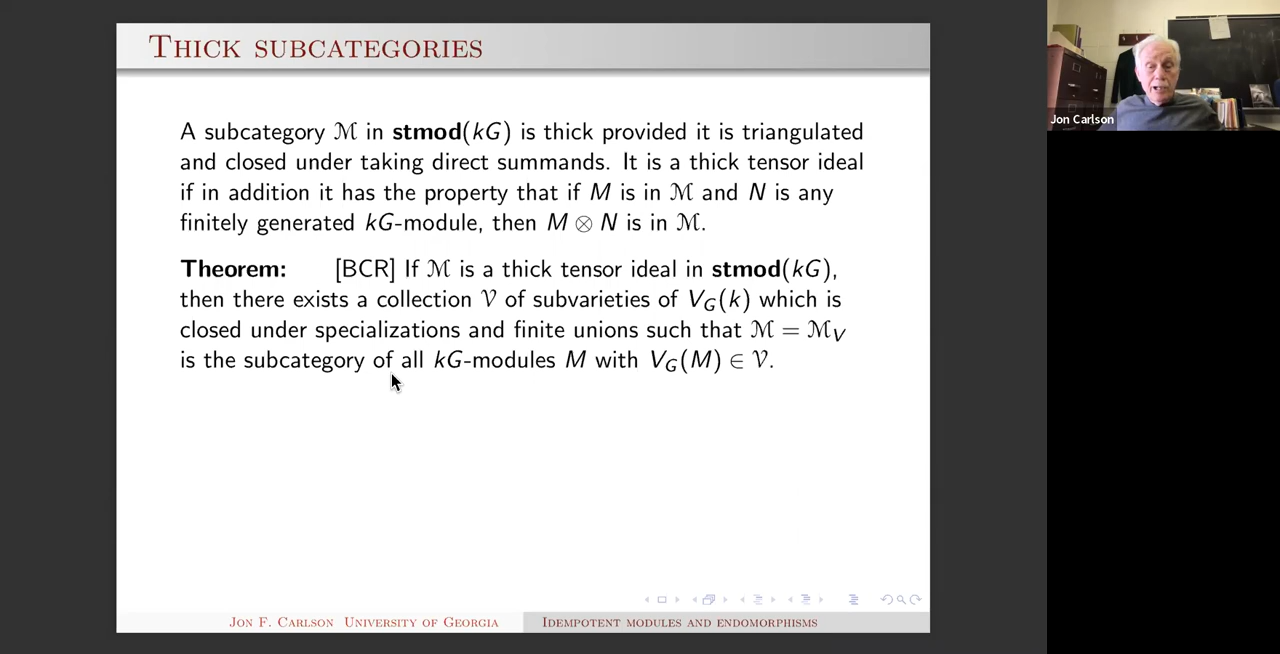 Thick subcategories
A subcategory ℳ in stmod(kG) is thick provided it is triangulated
and closed under taking direct summands. It is a thick tensor ideal
if in addition it has the property that if M is in ℳ and N is any
finitely generated kG-module, then M ⊗ N is in ℳ.
Theorem: [BCR] If ℳ is a thick tensor ideal in stmod(kG),
then there exists a collection 𝒱 of subvarieties of V_G(k) which is
closed under specializations and finite unions such that ℳ = ℳ_V
is the subcategory of all kG-modules M with V_G(M) ∈ 𝒱.
Jon F. Carlson University of Georgia
Idempotent modules and endomorphisms
Jon Carlson